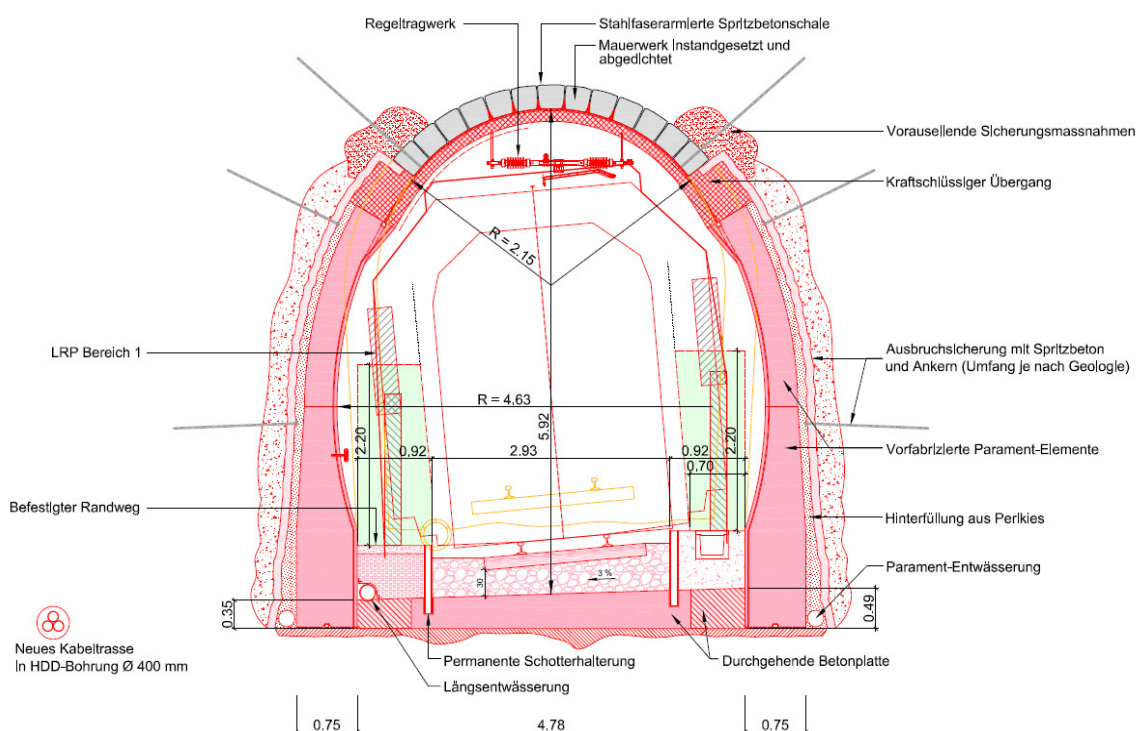 Regeltragwerk
Stahlfaserarmierte Spritzbetonschale
Mauerwerk instandgesetzt und
abgedichtet
Vorauseilende Sicherungsmassnahmen
Kraftschlüssiger Übergang
R = 2.15
LRP Bereich 1
Ausbruchsicherung mit Spritzbeton
und Ankern (Umfang je nach Geologie)
R = 4.63
5.92
2.20
2.20
0.92
2.93
0.92
0.70
Vorfabrizierte Parament-Elemente
Befestigter Randweg
Hinterfüllung aus Perlkies
Parament-Entwässerung
30
3 %
0.35
0.49
Neues Kabeltrasse
in HDD-Bohrung Ø 400 mm
Permanente Schotterhalterung
Durchgehende Betonplatte
Längsentwässerung
0.75
4.78
0.75